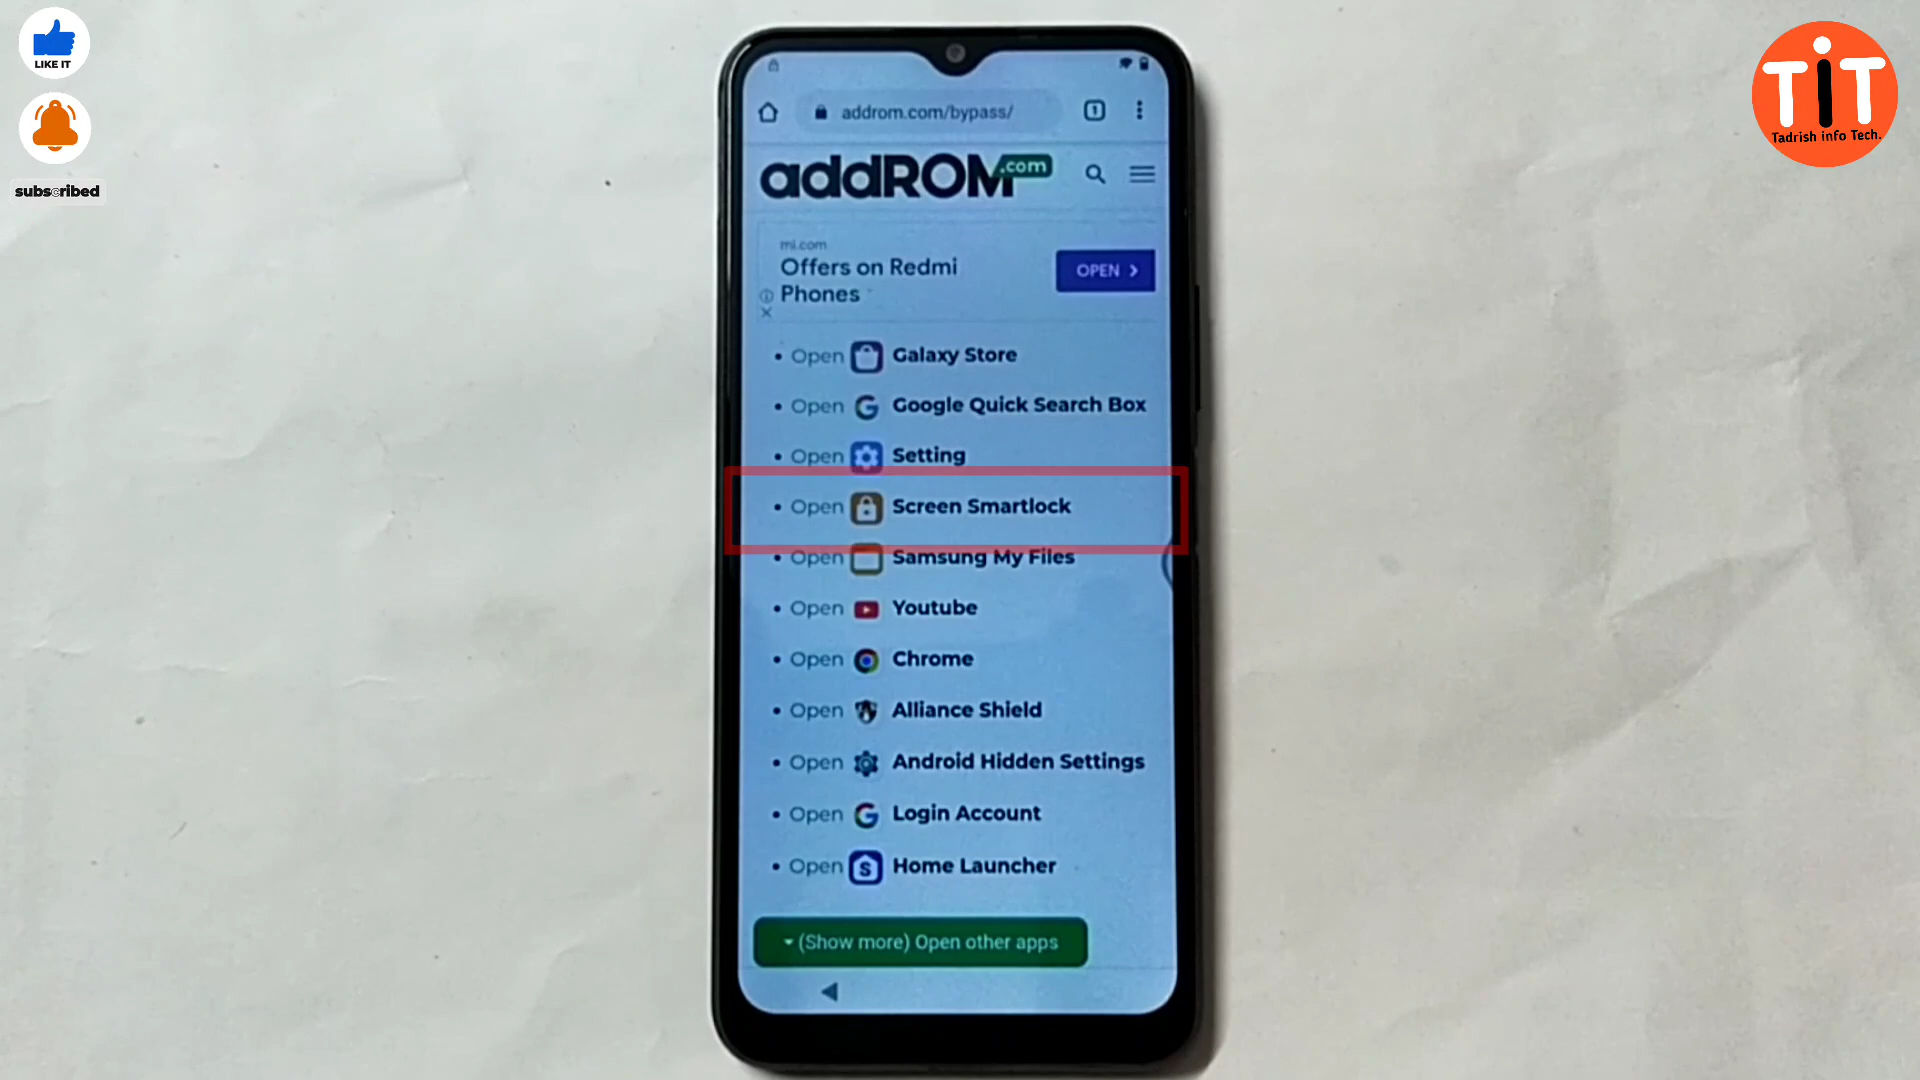 LIKE IT
subscribed
TiT
Tadrish info Tech.
addrom.com/bypass/
1
addROM.com
mi.com
Offers on Redmi
Phones
OPEN
• Open Galaxy Store
• Open Google Quick Search Box
• Open Setting
• Open Screen Smartlock
• Open Samsung My Files
• Open Youtube
• Open Chrome
• Open Alliance Shield
• Open Android Hidden Settings
• Open Login Account
• Open Home Launcher
(Show more) Open other apps